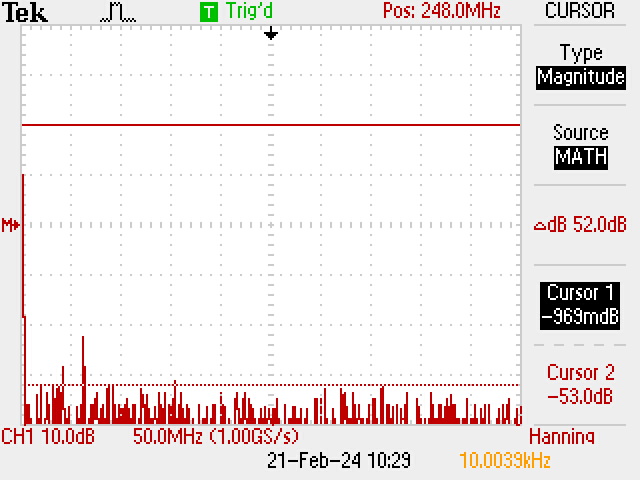 Tek T Trig'd Pos: 248.0MHz CURSOR
Type
Magnitude
Source
MATH
M
ΔdB 52.0dB
Cursor 1
-969mdB
Cursor 2
-53.0dB
CH1 10.0dB 50.0MHz (1.00GS/s) Hanning
21-Feb-24 10:29 10.0039kHz